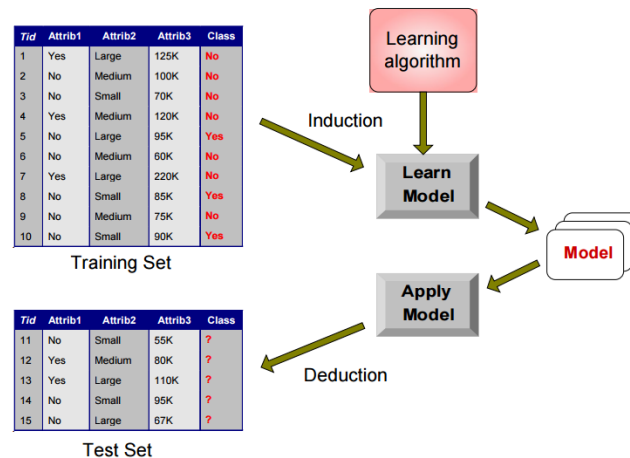 Tid Attrib1 Attrib2 Attrib3 Class
1 Yes Large 125K No
2 No Medium 100K No
3 No Small 70K No
4 Yes Medium 120K No
5 No Large 95K Yes
6 No Medium 60K No
7 Yes Large 220K No
8 No Small 85K Yes
9 No Medium 75K No
10 No Small 90K Yes
Training Set
Learning
algorithm
Induction
Learn
Model
Model
Apply
Model
Deduction
Tid Attrib1 Attrib2 Attrib3 Class
11 No Small 55K ?
12 Yes Medium 80K ?
13 Yes Large 110K ?
14 No Small 95K ?
15 No Large 67K ?
Test Set